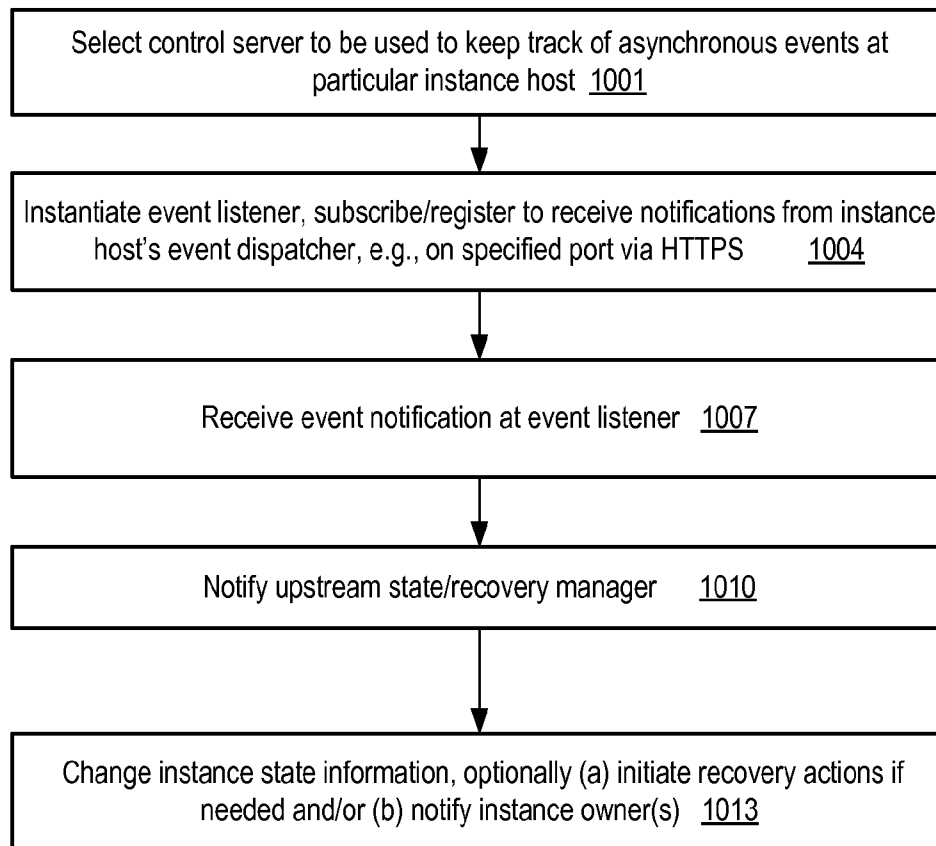 Select control server to be used to keep track of asynchronous events at
particular instance host 1001
Instantiate event listener, subscribe/register to receive notifications from instance
host's event dispatcher, e.g., on specified port via HTTPS 1004
Receive event notification at event listener 1007
Notify upstream state/recovery manager 1010
Change instance state information, optionally (a) initiate recovery actions if
needed and/or (b) notify instance owner(s) 1013